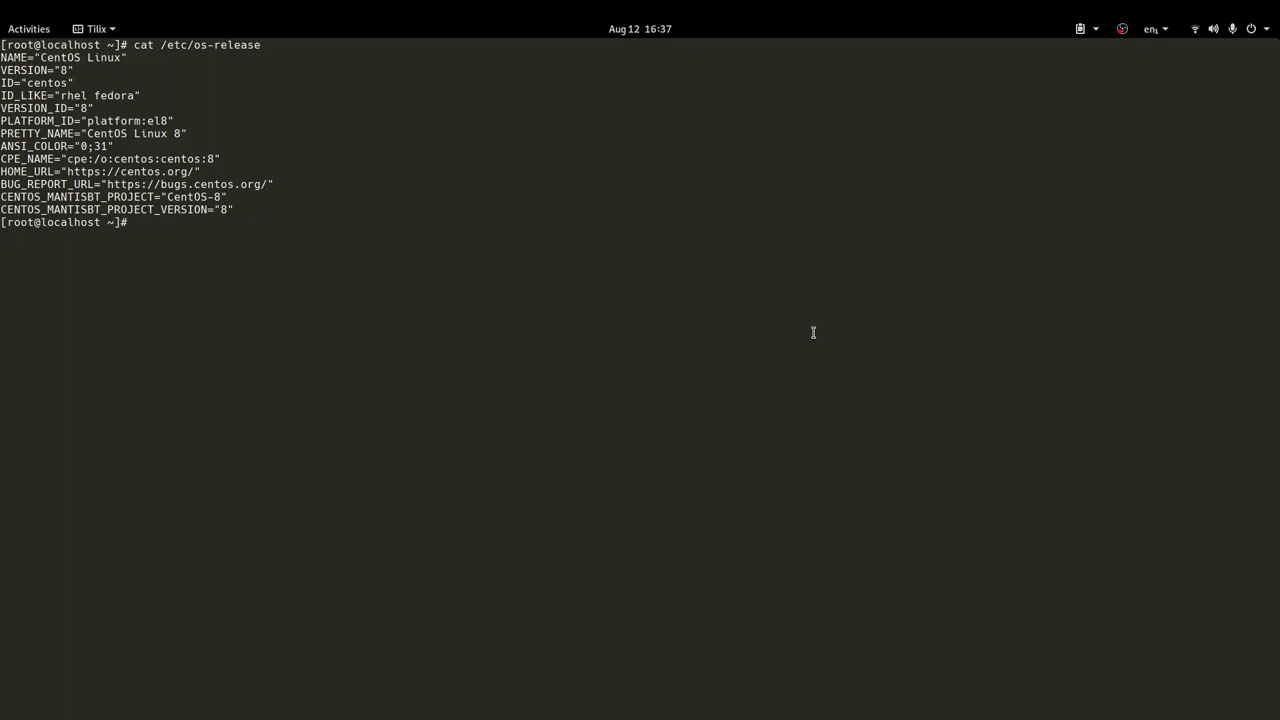 Activities Tilix Aug 12 16:37 en₁
[root@localhost ~]# cat /etc/os-release
NAME="CentOS Linux"
VERSION="8"
ID="centos"
ID_LIKE="rhel fedora"
VERSION_ID="8"
PLATFORM_ID="platform:el8"
PRETTY_NAME="CentOS Linux 8"
ANSI_COLOR="0;31"
CPE_NAME="cpe:/o:centos:centos:8"
HOME_URL="https://centos.org/"
BUG_REPORT_URL="https://bugs.centos.org/"
CENTOS_MANTISBT_PROJECT="CentOS-8"
CENTOS_MANTISBT_PROJECT_VERSION="8"
[root@localhost ~]#